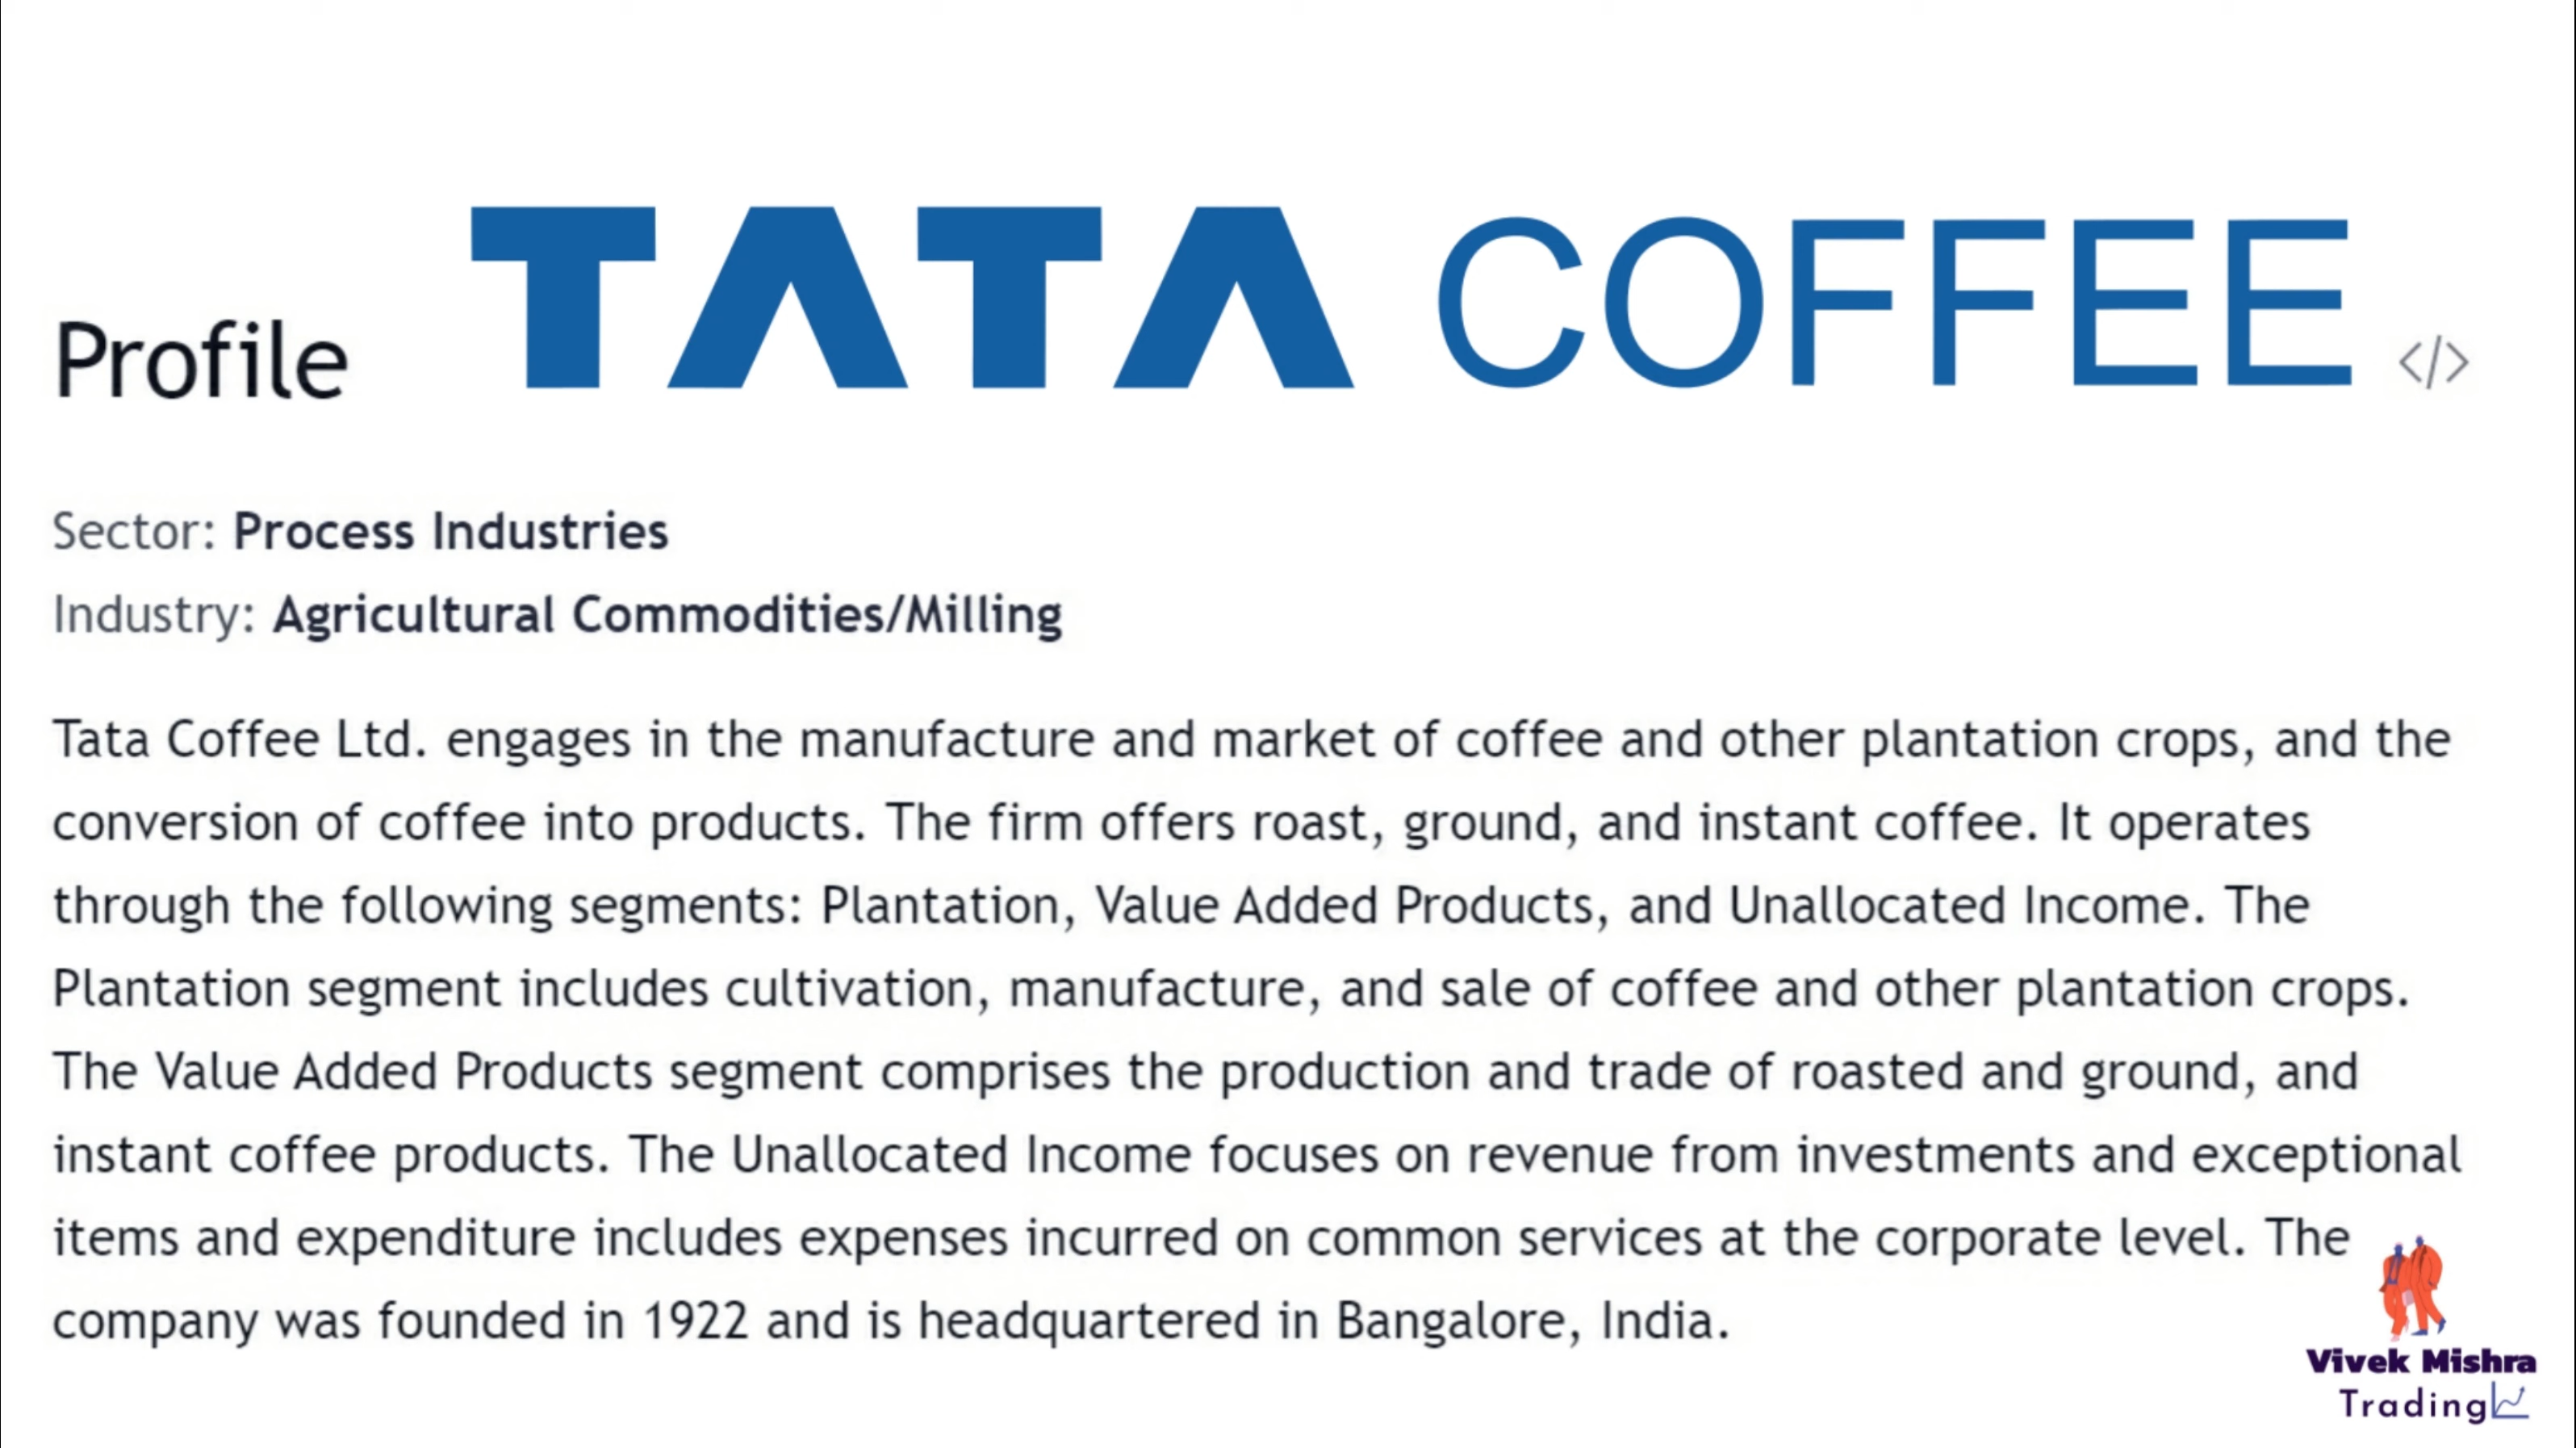 TATA COFFEE
Profile
</>
Sector: Process Industries
Industry: Agricultural Commodities/Milling
Tata Coffee Ltd. engages in the manufacture and market of coffee and other plantation crops, and the
conversion of coffee into products. The firm offers roast, ground, and instant coffee. It operates
through the following segments: Plantation, Value Added Products, and Unallocated Income. The
Plantation segment includes cultivation, manufacture, and sale of coffee and other plantation crops.
The Value Added Products segment comprises the production and trade of roasted and ground, and
instant coffee products. The Unallocated Income focuses on revenue from investments and exceptional
items and expenditure includes expenses incurred on common services at the corporate level. The
company was founded in 1922 and is headquartered in Bangalore, India.
Vivek Mishra
Trading